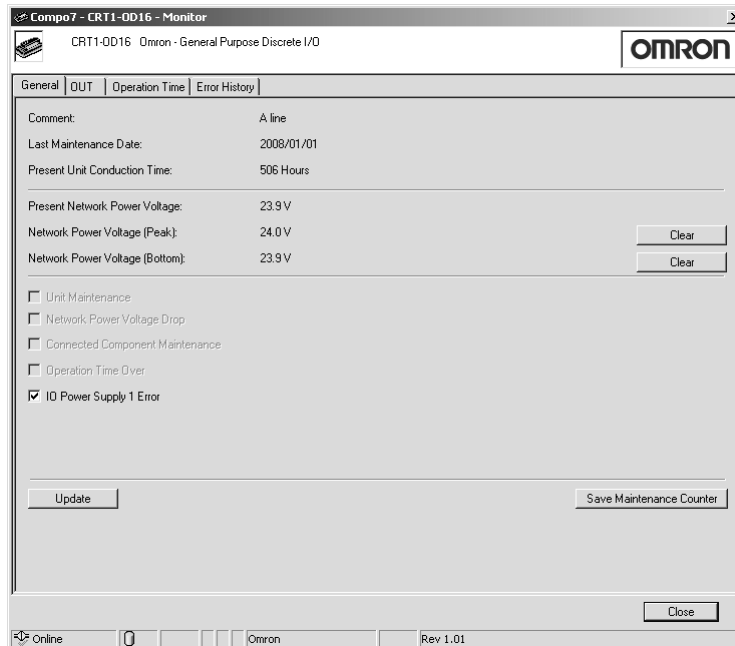 Compo7 - CRT1-OD16 - Monitor
CRT1-OD16 Omron - General Purpose Discrete I/O
OMRON
General OUT Operation Time Error History
Comment: A line
Last Maintenance Date: 2008/01/01
Present Unit Conduction Time: 506 Hours
Present Network Power Voltage: 23.9 V
Network Power Voltage (Peak): 24.0 V Clear
Network Power Voltage (Bottom): 23.9 V Clear
Unit Maintenance
Network Power Voltage Drop
Connected Component Maintenance
Operation Time Over
IO Power Supply 1 Error
Update Save Maintenance Counter
Close
Online Omron Rev 1.01